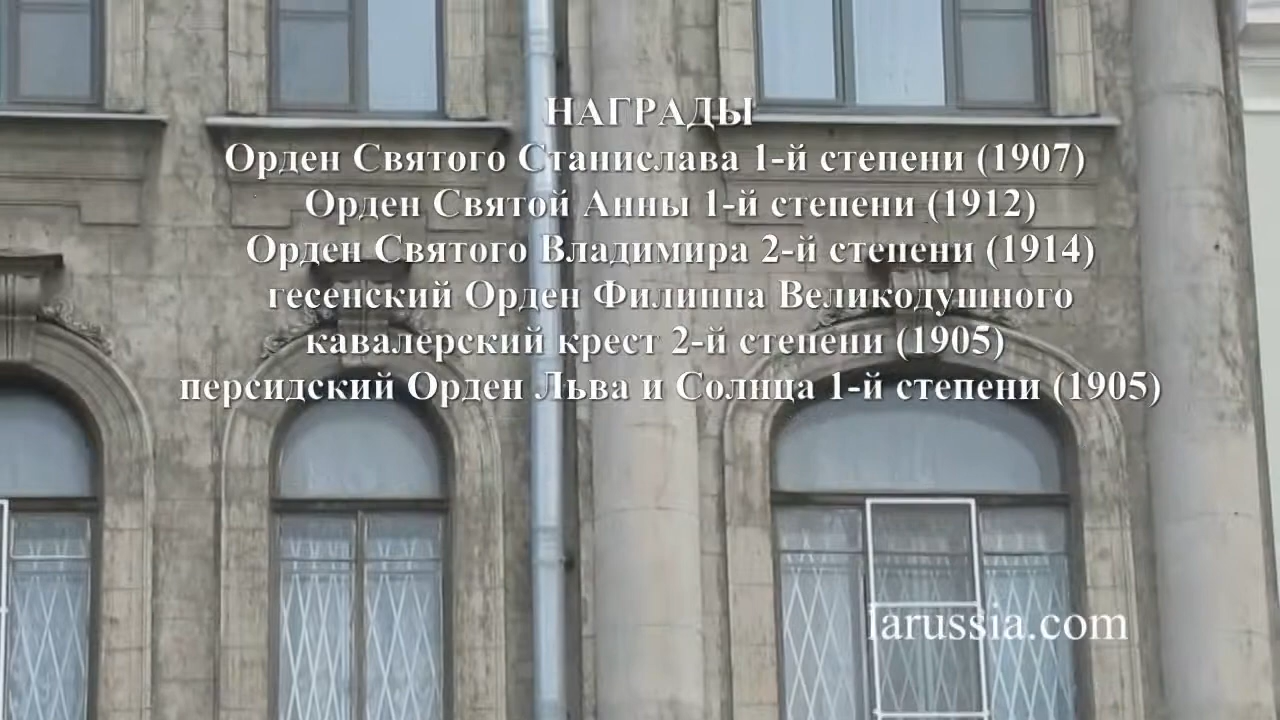 НАГРАДЫ
Орден Святого Станислава 1-й степени (1907)
Орден Святой Анны 1-й степени (1912)
Орден Святого Владимира 2-й степени (1914)
гесенский Орден Филиппа Великодушного
кавалерский крест 2-й степени (1905)
персидский Орден Льва и Солнца 1-й степени (1905)
iarussia.com